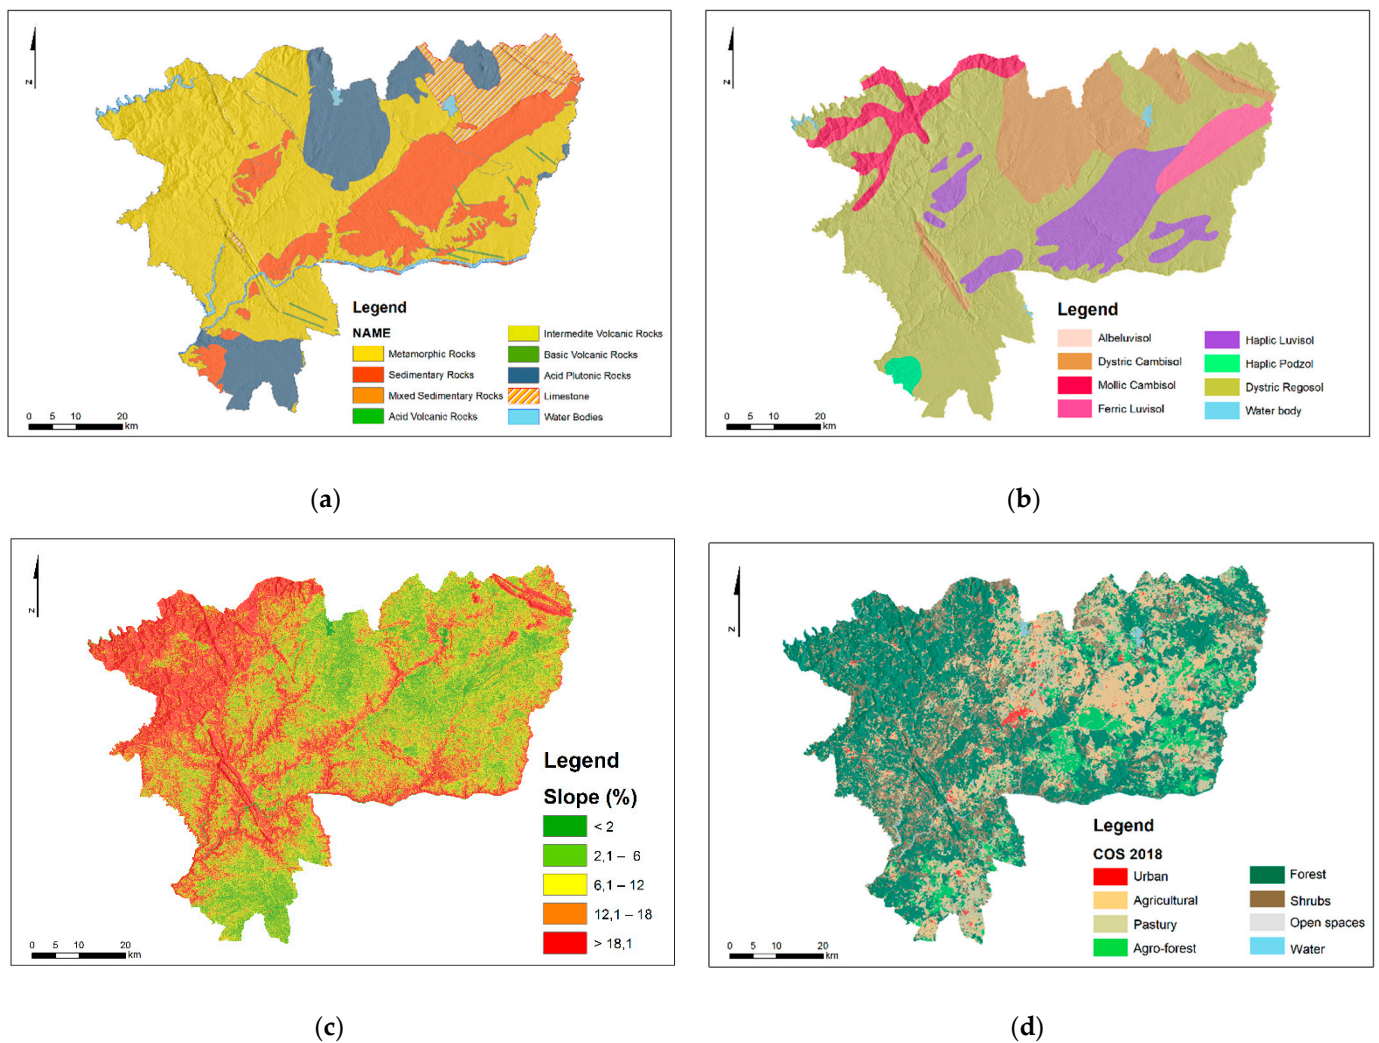 N
Legend
NAME
Metamorphic Rocks
Sedimentary Rocks
Mixed Sedimentary Rocks
Acid Volcanic Rocks
Intermedite Volcanic Rocks
Basic Volcanic Rocks
Acid Plutonic Rocks
Limestone
Water Bodies
0 5 10 20
km
(a)
N
Legend
Albeluvisol
Dystric Cambisol
Mollic Cambisol
Ferric Luvisol
Haplic Luvisol
Haplic Podzol
Dystric Regosol
Water body
0 5 10 20
km
(b)
N
Legend
Slope (%)
< 2
2,1 – 6
6,1 – 12
12,1 – 18
> 18,1
0 5 10 20
km
(c)
N
Legend
COS 2018
Urban
Agricultural
Pastury
Agro-forest
Forest
Shrubs
Open spaces
Water
0 5 10 20
km
(d)